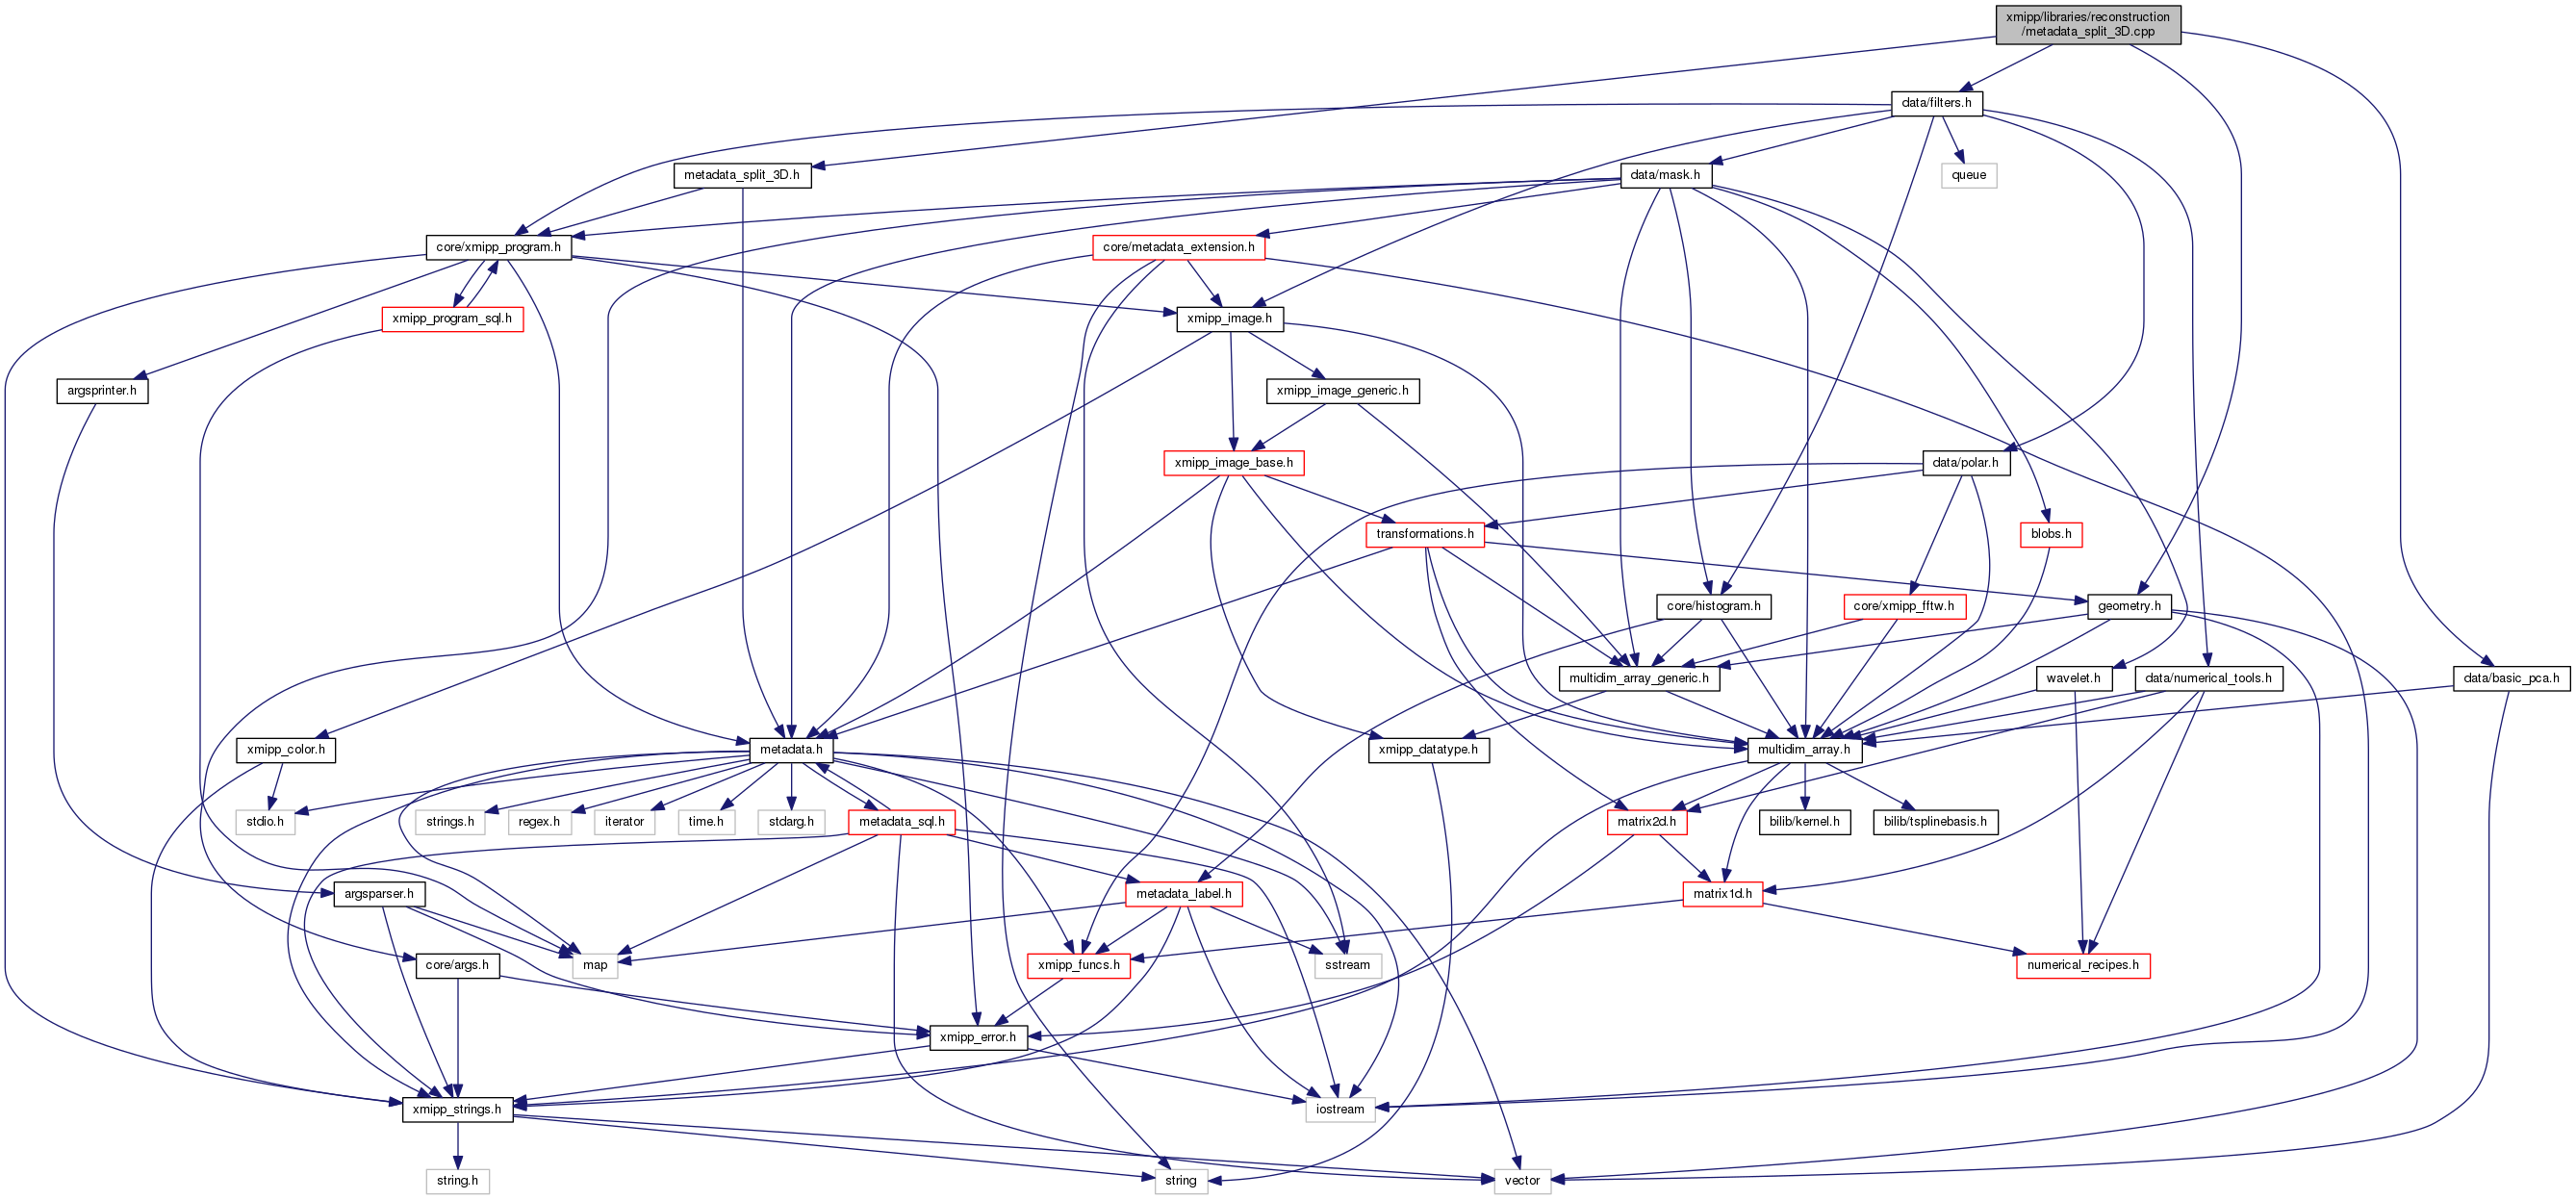 xmipp/libraries/reconstruction
/metadata_split_3D.cpp
data/filters.h
metadata_split_3D.h
data/mask.h
queue
core/xmipp_program.h
core/metadata_extension.h
xmipp_program_sql.h
xmipp_image.h
argsprinter.h
xmipp_image_generic.h
xmipp_image_base.h
data/polar.h
transformations.h
blobs.h
core/histogram.h
core/xmipp_fftw.h
geometry.h
multidim_array_generic.h
wavelet.h
data/numerical_tools.h
data/basic_pca.h
xmipp_color.h
metadata.h
xmipp_datatype.h
multidim_array.h
stdio.h
strings.h
regex.h
iterator
time.h
stdarg.h
metadata_sql.h
matrix2d.h
bilib/kernel.h
bilib/tsplinebasis.h
argsparser.h
metadata_label.h
matrix1d.h
core/args.h
map
xmipp_funcs.h
sstream
numerical_recipes.h
xmipp_error.h
xmipp_strings.h
iostream
string.h
string
vector